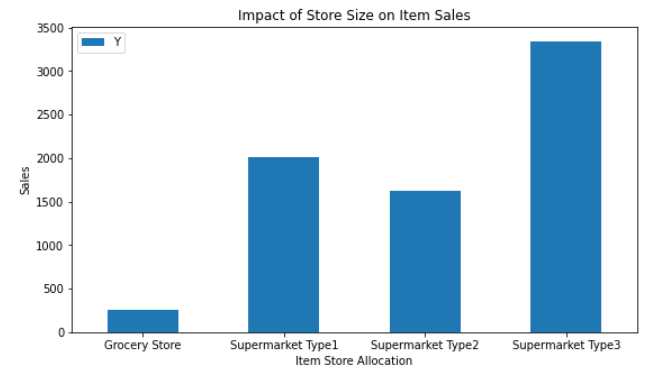 Impact of Store Size on Item Sales
Y
3500
3000
2500
2000
1500
1000
500
0
Sales
Grocery Store
Supermarket Type1
Supermarket Type2
Supermarket Type3
Item Store Allocation